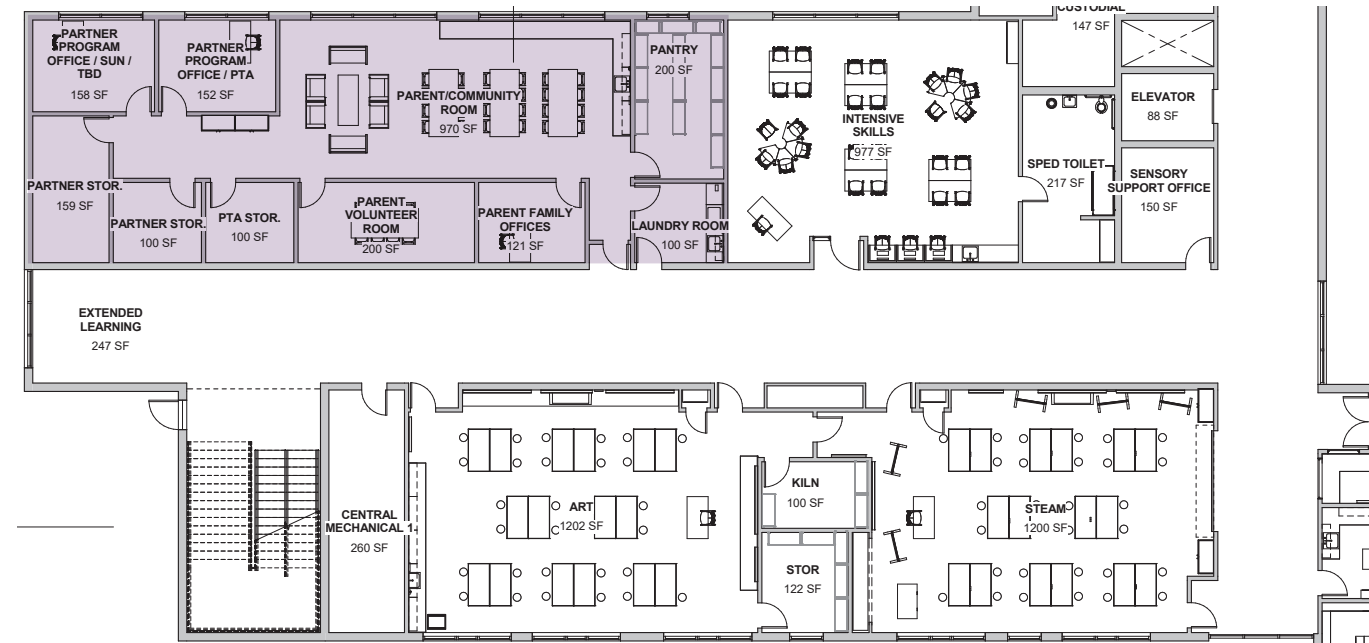 PARTNER
PROGRAM
OFFICE / SUN /
TBD
158 SF
PARTNER
PROGRAM
OFFICE / PTA
152 SF
PARENT/COMMUNITY
ROOM
970 SF
PANTRY
200 SF
INTENSIVE
SKILLS
977 SF
CUSTODIAL
147 SF
ELEVATOR
88 SF
SPED TOILET
217 SF
SENSORY
SUPPORT OFFICE
150 SF
PARTNER STOR.
159 SF
PARTNER STOR.
100 SF
PTA STOR.
100 SF
PARENT
VOLUNTEER
ROOM
200 SF
PARENT FAMILY
OFFICES
121 SF
LAUNDRY ROOM
100 SF
EXTENDED
LEARNING
247 SF
CENTRAL
MECHANICAL 1
260 SF
ART
1202 SF
KILN
100 SF
STOR
122 SF
STEAM
1200 SF